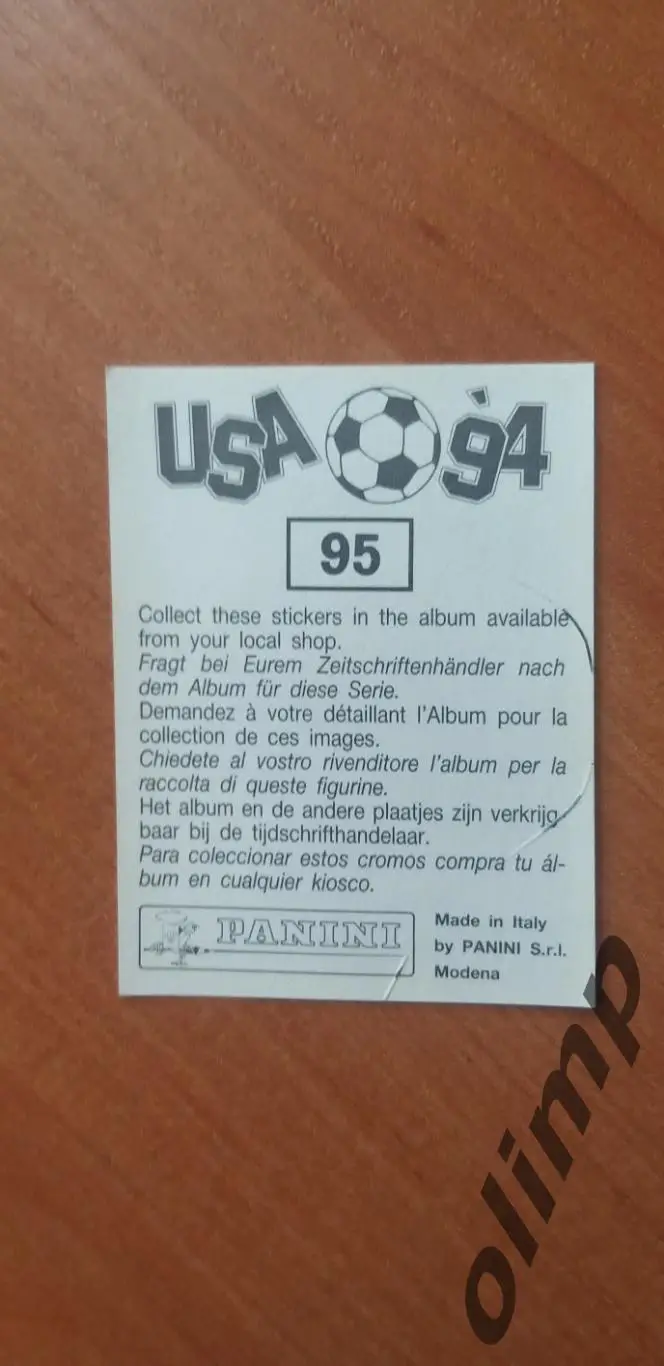 USA '94
95
Collect these stickers in the album available
from your local shop.
Fragt bei Eurem Zeitschriftenhändler nach
dem Album für diese Serie.
Demandez à votre détaillant l'Album pour la
collection de ces images.
Chiedete al vostro rivenditore l'album per la
raccolta di queste figurine.
Het album en de andere plaatjes zijn verkrijg-
baar bij de tijdschrifthandelaar.
Para coleccionar estos cromos compra tu ál-
bum en cualquier kiosco.
PANINI
Made in Italy
by PANINI S.r.l.
Modena
olimp